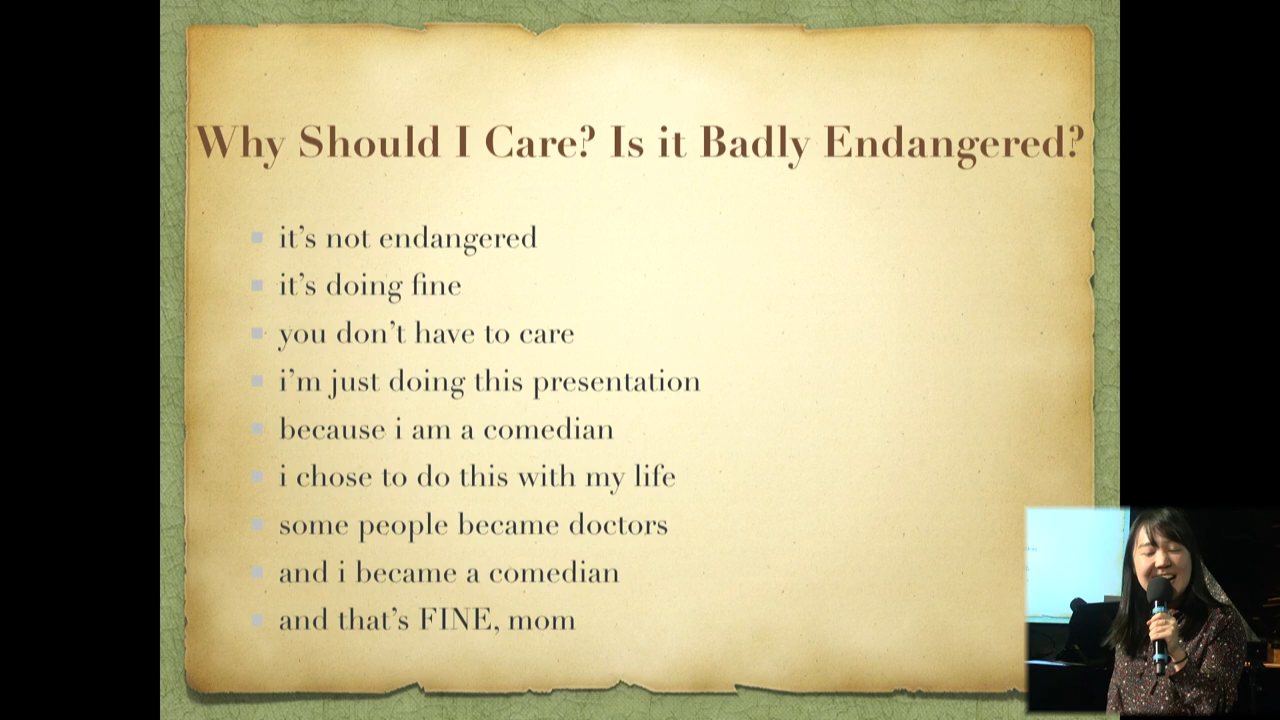 Why Should I Care? Is it Badly Endangered?
it’s not endangered
it’s doing fine
you don’t have to care
i’m just doing this presentation
because i am a comedian
i chose to do this with my life
some people became doctors
and i became a comedian
and that’s FINE, mom